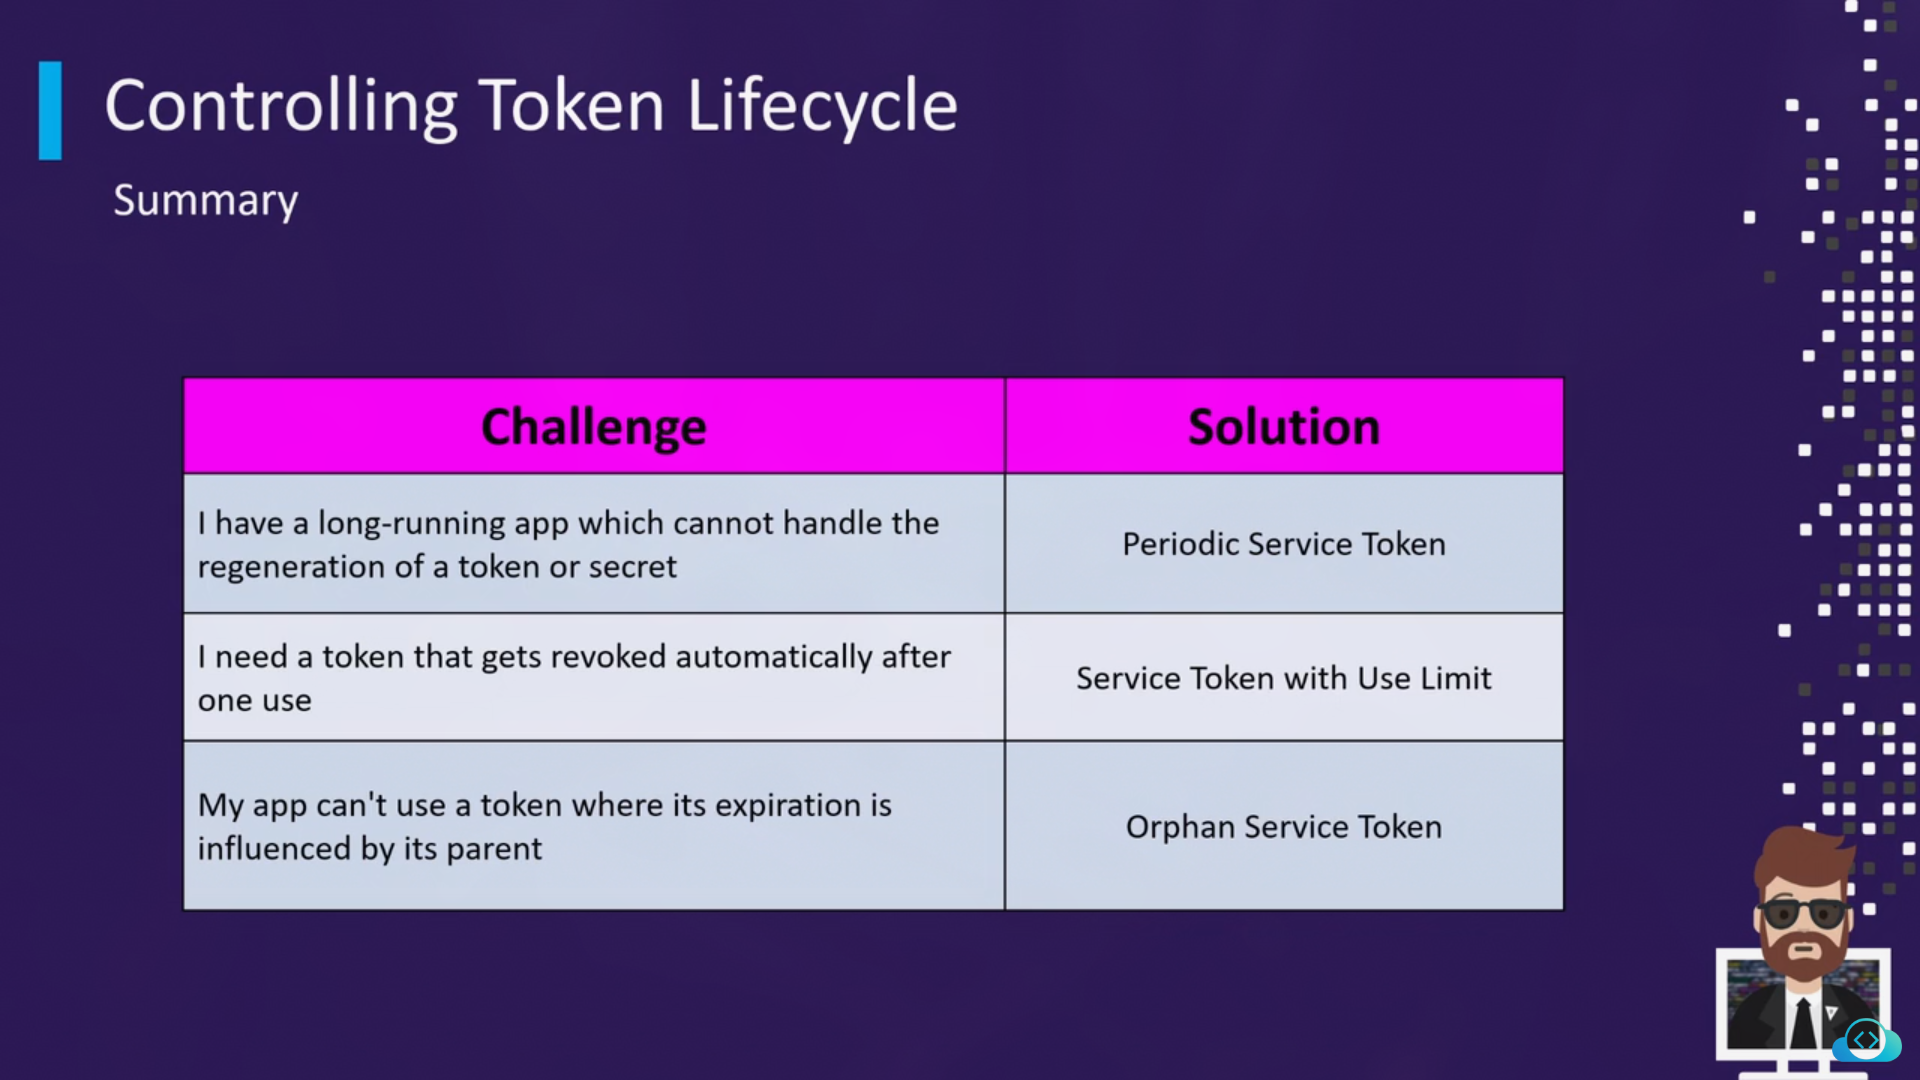 Controlling Token Lifecycle
Summary
Challenge
Solution
I have a long-running app which cannot handle the
regeneration of a token or secret
Periodic Service Token
I need a token that gets revoked automatically after
one use
Service Token with Use Limit
My app can't use a token where its expiration is
influenced by its parent
Orphan Service Token